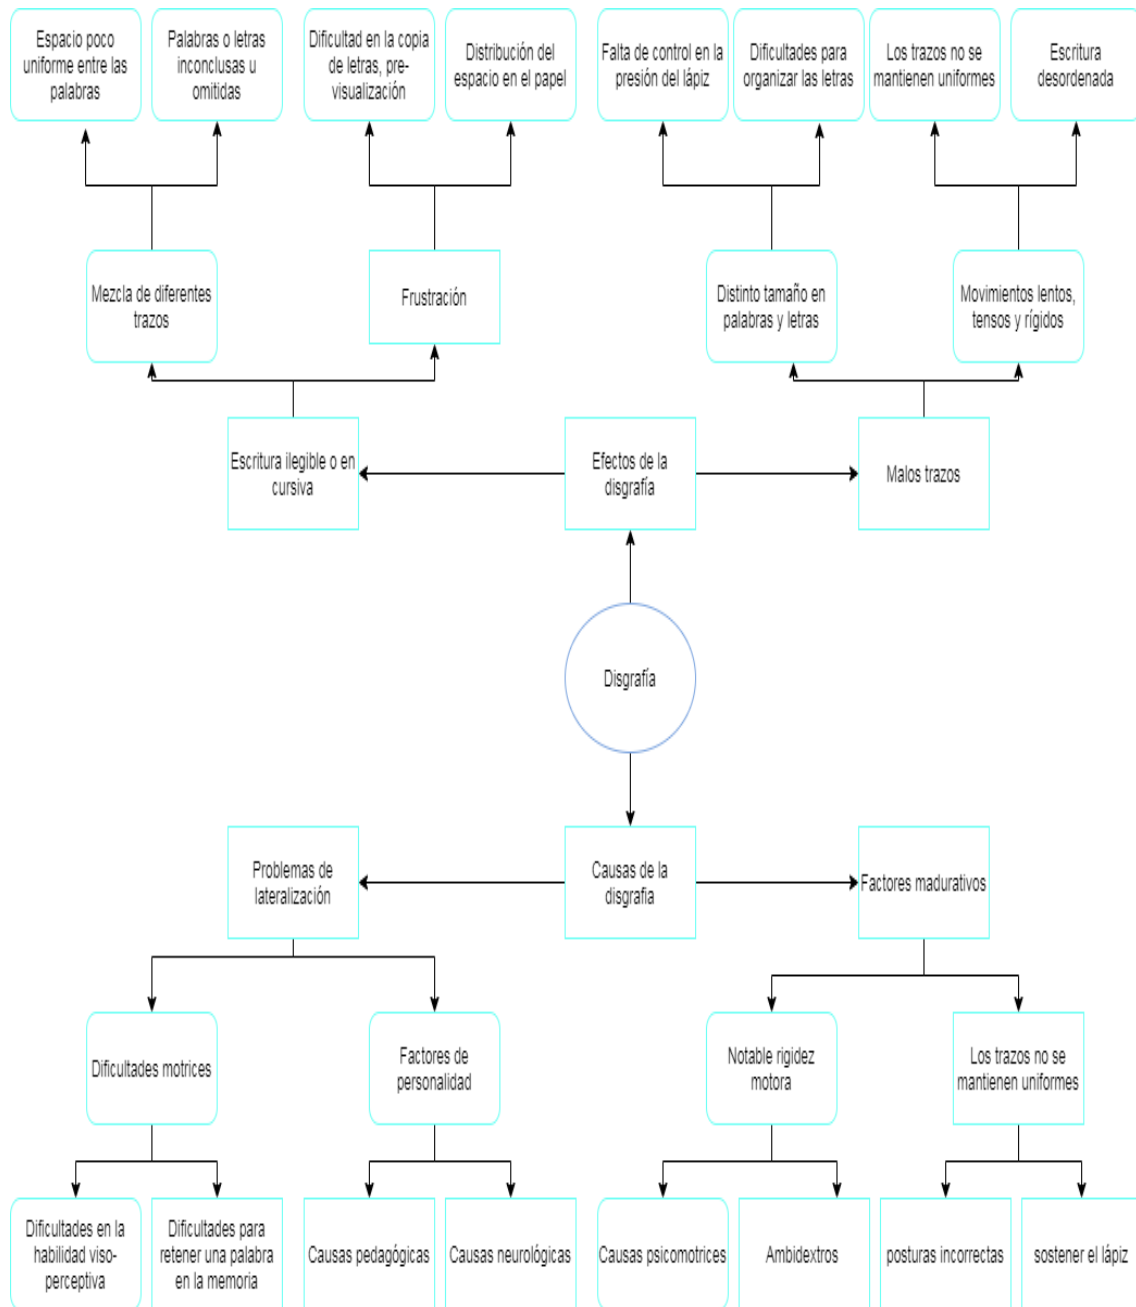 Espacio poco
uniforme entre las
palabras
Palabras o letras
inconclusas u
omitidas
Dificultad en la copia
de letras, pre-
visualización
Distribución del
espacio en el papel
Falta de control en la
presión del lápiz
Dificultades para
organizar las letras
Los trazos no se
mantienen uniformes
Escritura
desordenada
Mezcla de diferentes
trazos
Frustración
Distinto tamaño en
palabras y letras
Movimientos lentos,
tensos y rígidos
Escritura ilegible o en
cursiva
Efectos de la
disgrafía
Malos trazos
Disgrafía
Problemas de
lateralización
Causas de la
disgrafia
Factores madurativos
Dificultades motrices
Factores de
personalidad
Notable rigidez
motora
Los trazos no se
mantienen uniformes
Dificultades en la
habilidad viso-
perceptiva
Dificultades para
retener una palabra
en la memoria
Causas pedagógicas
Causas neurológicas
Causas psicomotrices
Ambidextros
posturas incorrectas
sostener el lápiz